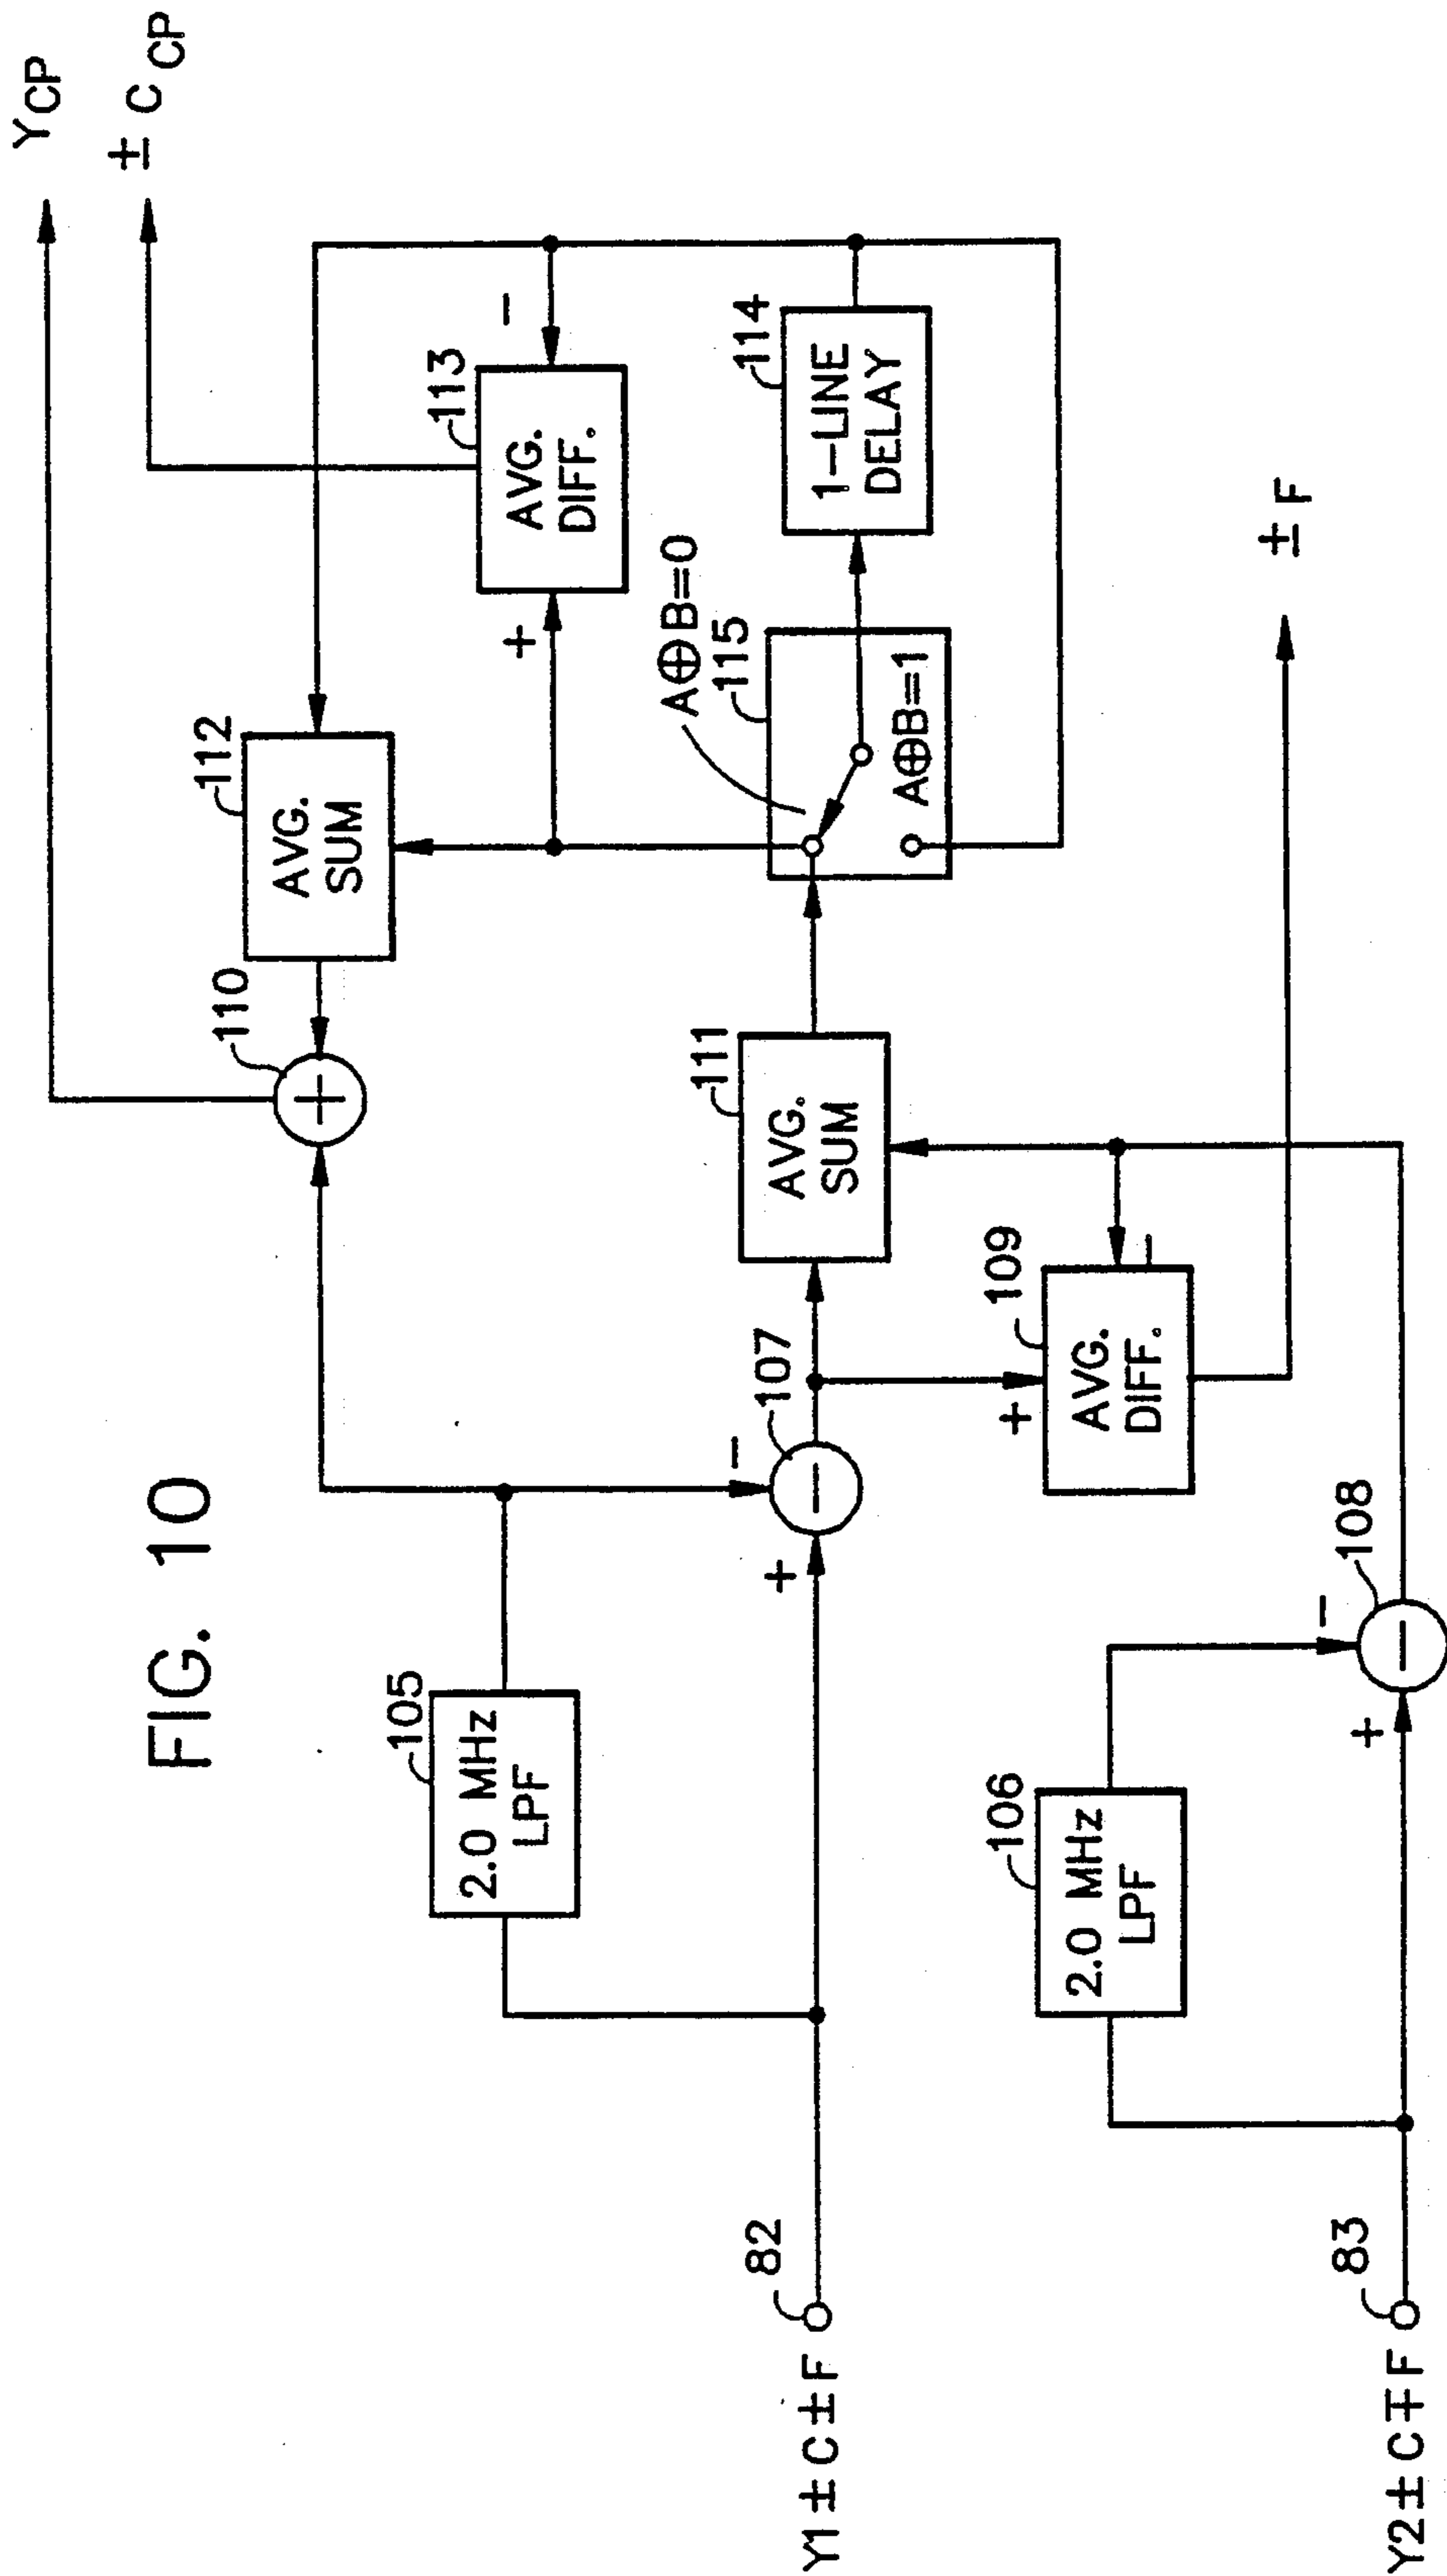 FIG. 10
Y_CP
± C_CP
110
112
AVG.
SUM
113
AVG.
DIFF.
+
-
105
2.0 MHz
LPF
107
+
-
111
AVG.
SUM
A⊕B=0
115
A⊕B=1
114
1-LINE
DELAY
82
Y1 ± C ± F
106
2.0 MHz
LPF
109
AVG.
DIFF.
+
-
± F
108
+
-
83
Y2 ± C ∓ F